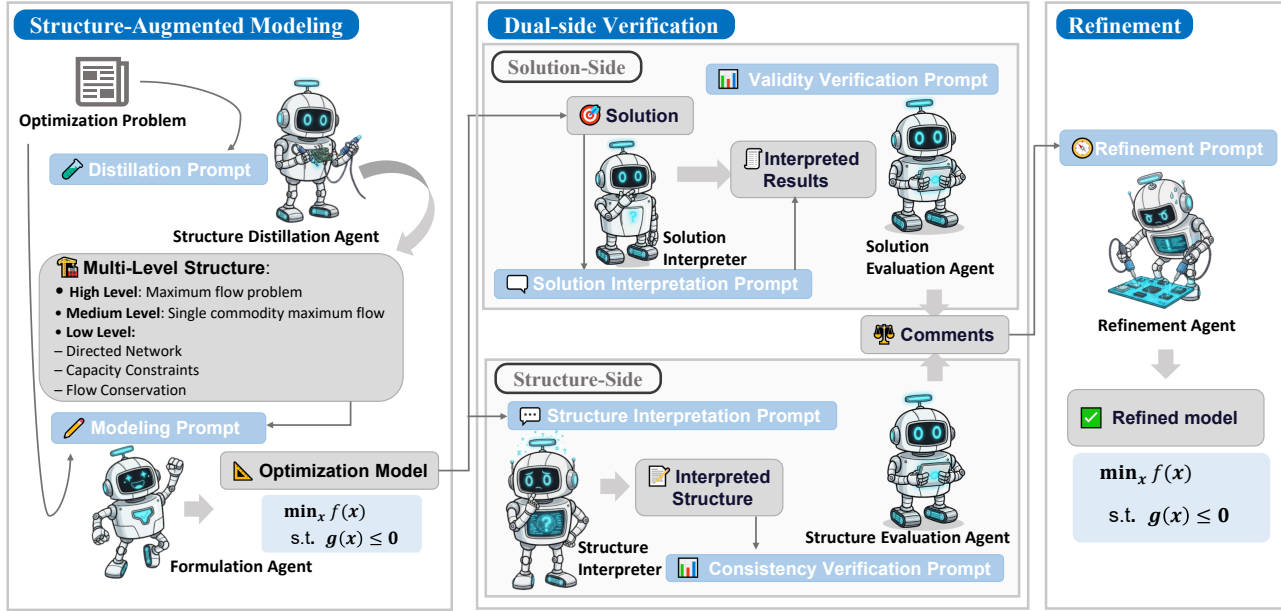 Structure-Augmented Modeling
Optimization Problem
Distillation Prompt
Structure Distillation Agent
Multi-Level Structure:
• High Level: Maximum flow problem
• Medium Level: Single commodity maximum flow
• Low Level:
– Directed Network
– Capacity Constraints
– Flow Conservation
Modeling Prompt
Optimization Model
min_x f(x)
s.t. g(x) ≤ 0
Formulation Agent
Dual-side Verification
Solution-Side
Validity Verification Prompt
Solution
Interpreted
Results
Solution
Interpreter
Solution
Evaluation Agent
Solution Interpretation Prompt
Comments
Structure-Side
Structure Interpretation Prompt
Interpreted
Structure
Structure
Interpreter
Structure Evaluation Agent
Consistency Verification Prompt
Refinement
Refinement Prompt
Refinement Agent
Refined model
min_x f(x)
s.t. g(x) ≤ 0